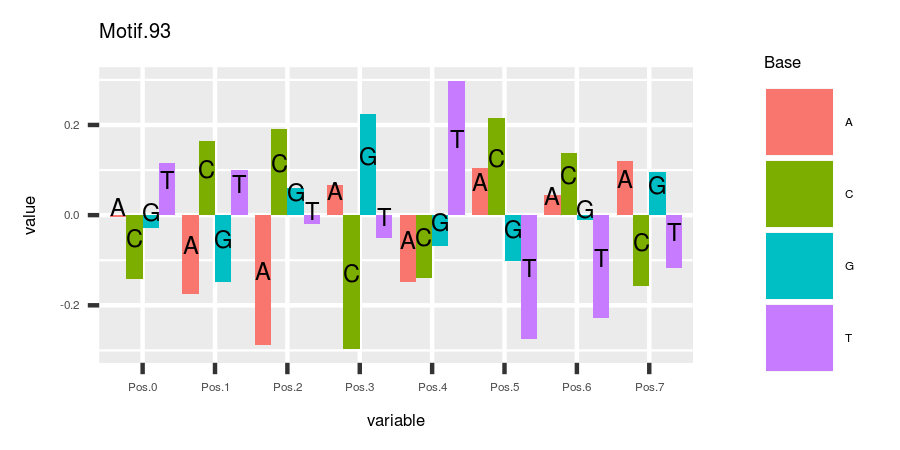 Motif.93
value
0.2
0.0
-0.2
A C G T A C G T A C G T A C G T A C G T A C G T A C G T A C G T
Pos.0 Pos.1 Pos.2 Pos.3 Pos.4 Pos.5 Pos.6 Pos.7
variable
Base
A
C
G
T